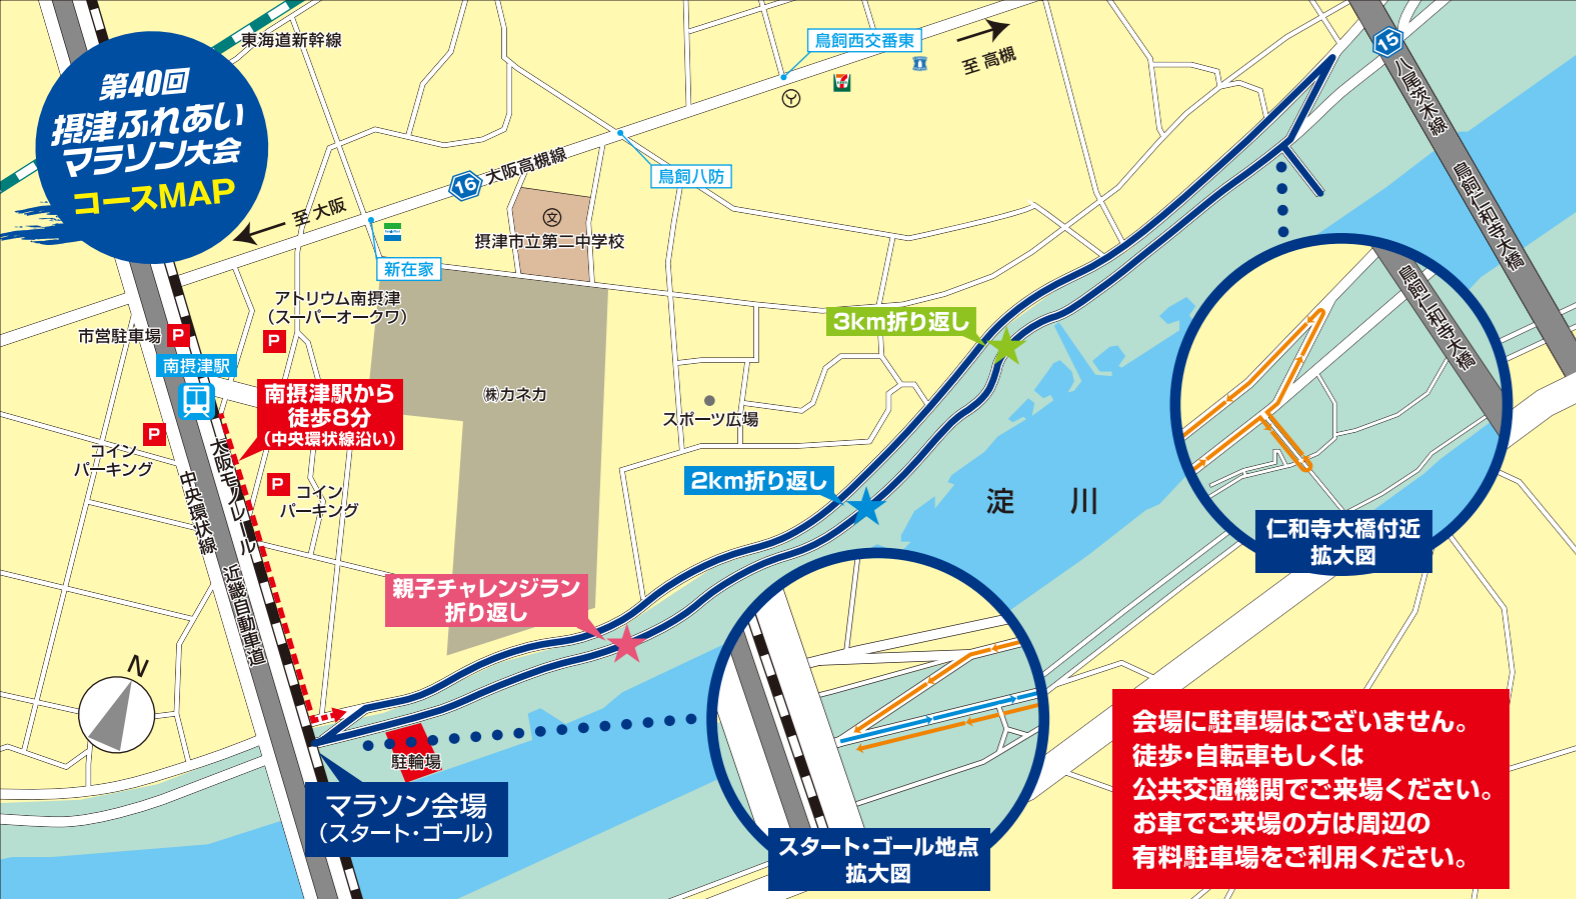 第40回
摂津ふれあい
マラソン大会
コースMAP
東海道新幹線
鳥飼西交番東
至 高槻
15
八尾茨木線
鳥飼仁和寺大橋
7
大阪高槻線
16
鳥飼八防
至 大阪
文
摂津市立第二中学校
新在家
アトリウム南摂津
(スーパーオークワ)
市営駐車場
P
P
南摂津駅
3km折り返し
鳥飼仁和寺大橋
南摂津駅から
徒歩8分
(中央環状線沿い)
㈱カネカ
スポーツ広場
P
コイン
パーキング
大阪モノレール
中央環状線
P
コイン
パーキング
2km折り返し
淀 川
仁和寺大橋付近
拡大図
近畿自動車道
親子チャレンジラン
折り返し
N
駐輪場
マラソン会場
(スタート・ゴール)
スタート・ゴール地点
拡大図
会場に駐車場はございません。
徒歩・自転車もしくは
公共交通機関でご来場ください。
お車でご来場の方は周辺の
有料駐車場をご利用ください。